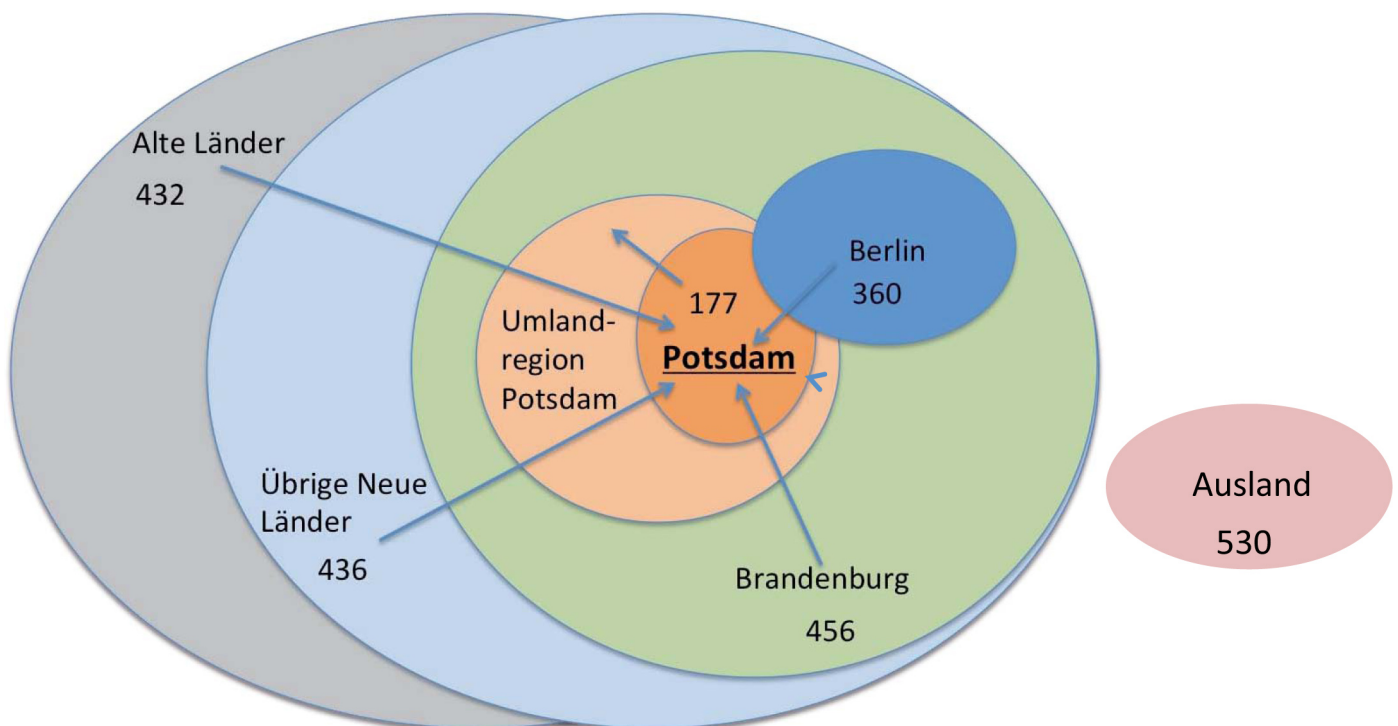 Alte Länder
432
Berlin
360
177
Potsdam
Umland-
region
Potsdam
Übrige Neue
Länder
436
Brandenburg
456
Ausland
530